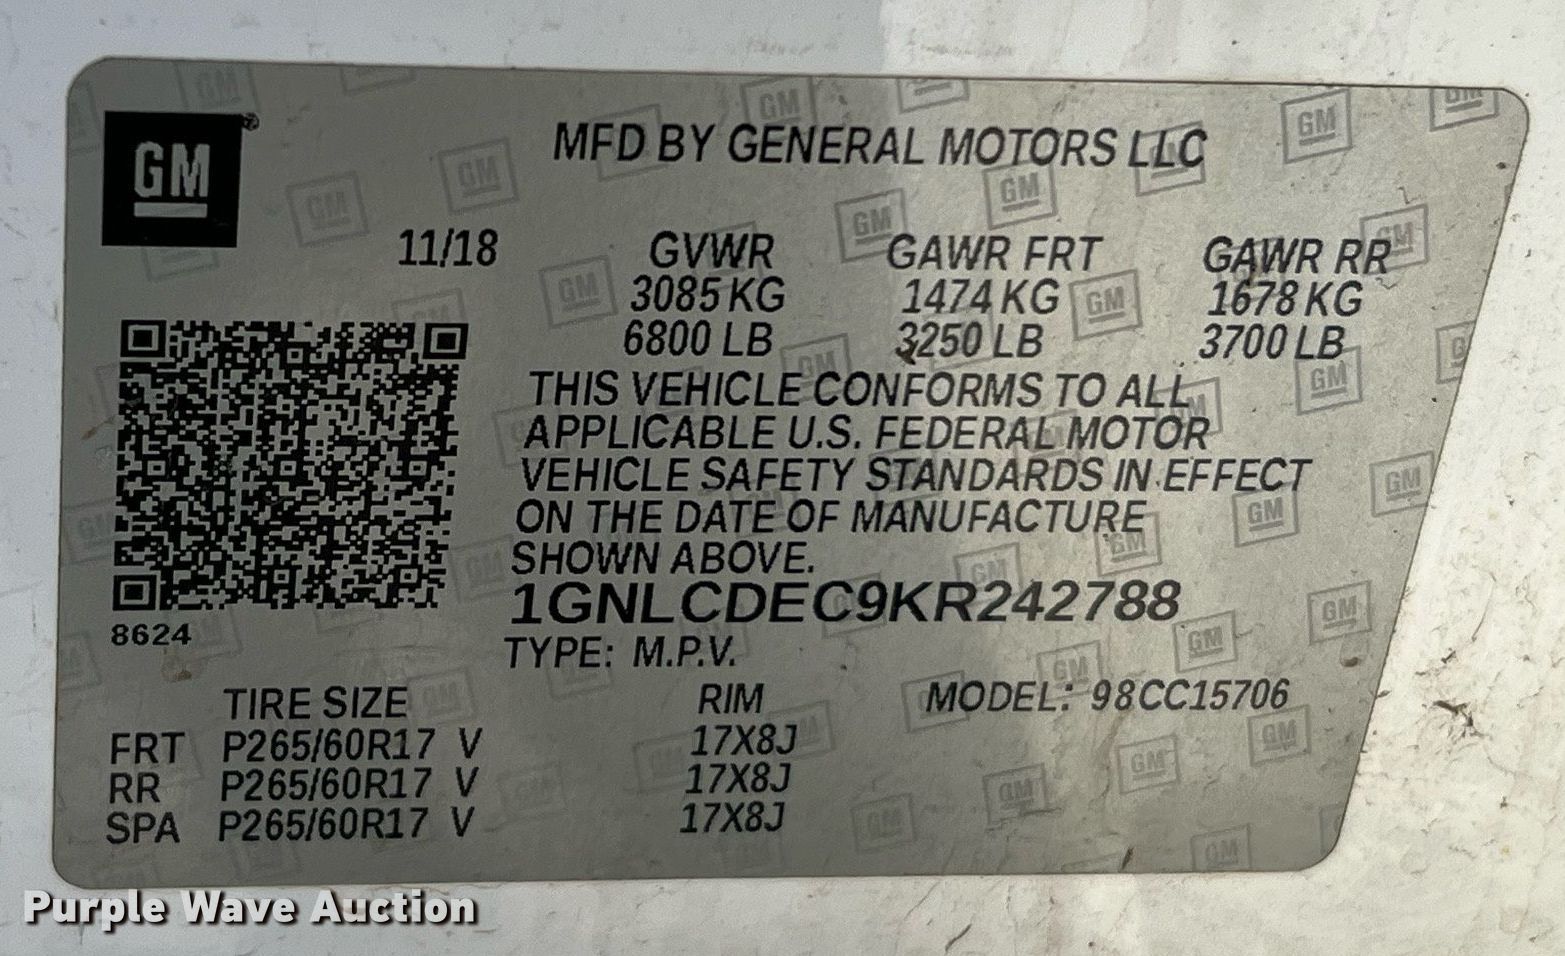 GM
MFD BY GENERAL MOTORS LLC
11/18 GVWR GAWR FRT GAWR RR
3085 KG 1474 KG 1678 KG
6800 LB 3250 LB 3700 LB
THIS VEHICLE CONFORMS TO ALL
APPLICABLE U.S. FEDERAL MOTOR
VEHICLE SAFETY STANDARDS IN EFFECT
ON THE DATE OF MANUFACTURE
SHOWN ABOVE.
1GNLCDEC9KR242788
8624
TYPE: M.P.V.
TIRE SIZE RIM MODEL: 98CC15706
FRT P265/60R17 V 17X8J
RR P265/60R17 V 17X8J
SPA P265/60R17 V 17X8J
Purple Wave Auction